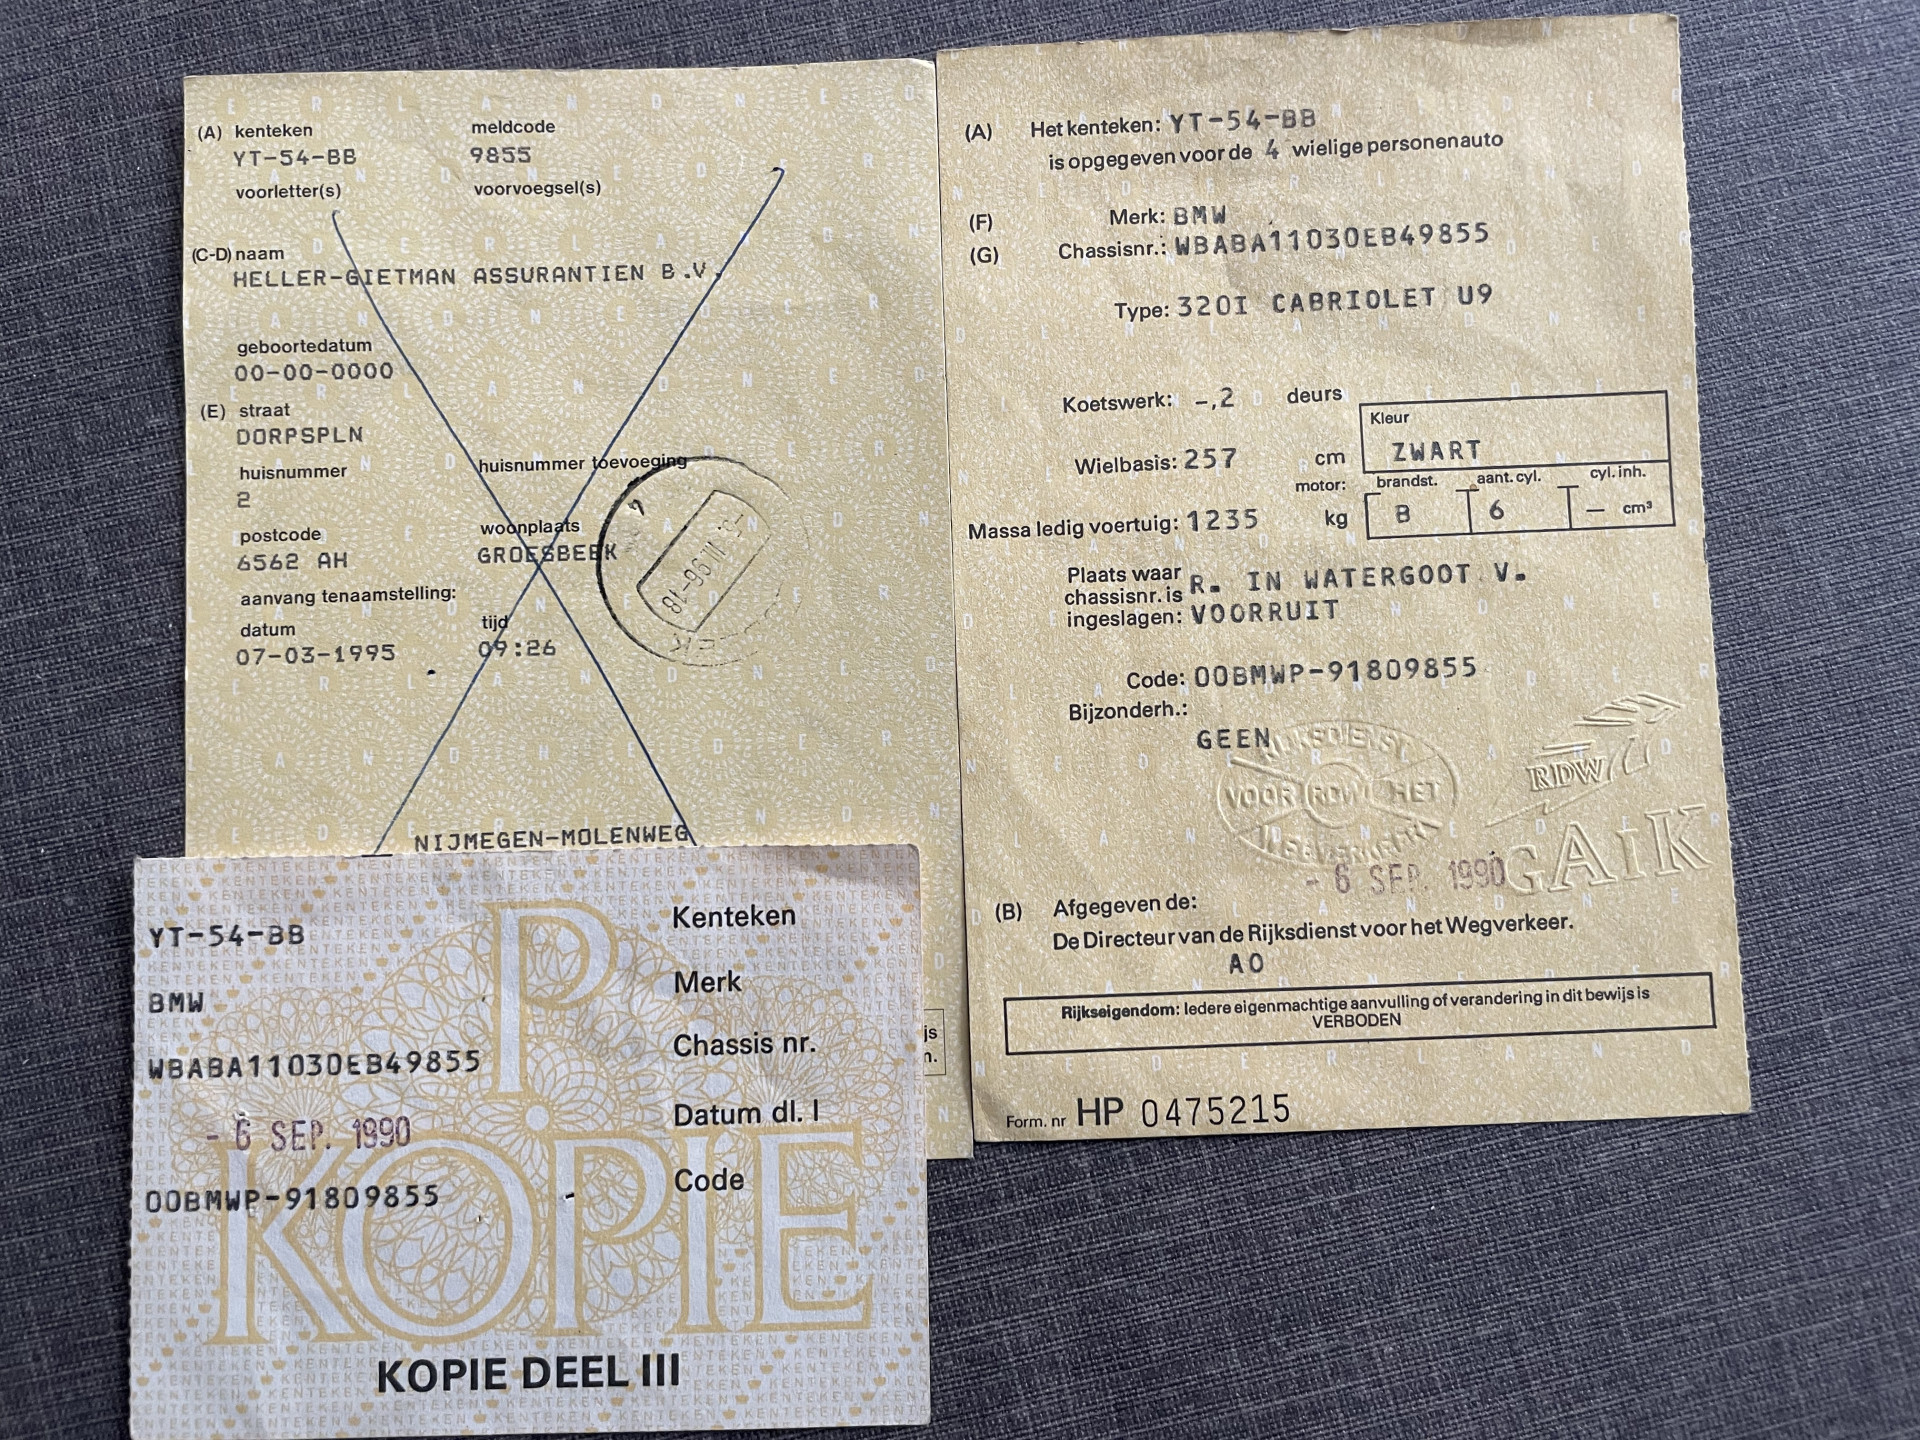 (A) kenteken meldcode
YT-54-BB 9855
voorletter(s) voorvoegsel(s)
(C-D) naam
HELLER-GIETMAN ASSURANTIEN B.V.
geboortedatum
00-00-0000
(E) straat
DORPSPLN
huisnummer huisnummer toevoeging
2
postcode woonplaats
6562 AH GROESBEEK
aanvang tenaamstelling:
datum tijd
07-03-1995 09:26
NIJMEGEN-MOLENWEG
(A) Het kenteken: YT-54-BB
is opgegeven voor de 4 wielige personenauto
(F) Merk: BMW
(G) Chassisnr.: WBABA11030EB49855
Type: 320I CABRIOLET U9
Koetswerk: -,2 deurs
Kleur
ZWART
Wielbasis: 257 cm
motor: brandst. aant. cyl. cyl. inh.
B 6 — cm³
Massa ledig voertuig: 1235 kg
Plaats waar
chassisnr. is
ingeslagen: R. IN WATERGOOT V.
VOORRUIT
Code: 00BMWP-91809855
Bijzonderh.:
GEEN
RIJKSDIENST
VOOR RDW HET
WEGVERKEER
RDW
GAIK
- 6 SEP. 1990
(B) Afgegeven de:
De Directeur van de Rijksdienst voor het Wegverkeer.
AO
Rijkseigendom: Iedere eigenmachtige aanvulling of verandering in dit bewijs is
VERBODEN
Form. nr HP 0475215
YT-54-BB Kenteken
BMW Merk
WBABA11030EB49855 Chassis nr.
- 6 SEP. 1990 Datum dl. I
00BMWP-91809855 Code
P
KOPIE
KOPIE DEEL III